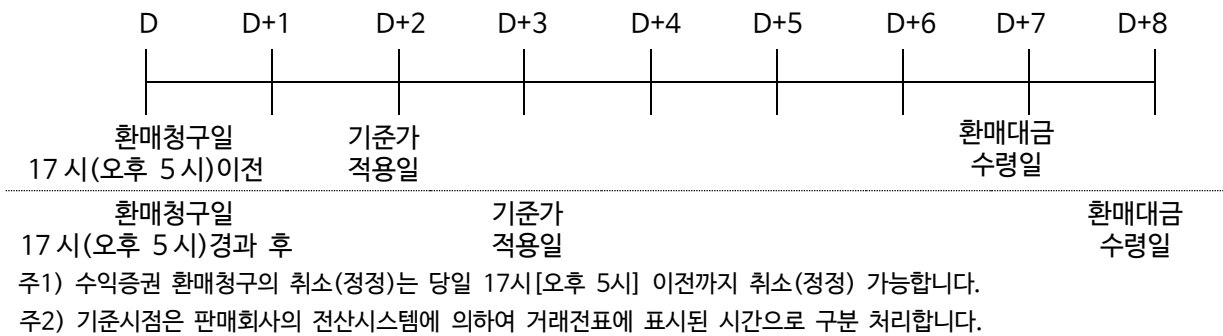 D D+1 D+2 D+3 D+4 D+5 D+6 D+7 D+8
환매청구일 기준가 환매대금
17시(오후 5시)이전 적용일 수령일
환매청구일 기준가 환매대금
17시(오후 5시)경과 후 적용일 수령일
주1) 수익증권 환매청구의 취소(정정)는 당일 17시[오후 5시] 이전까지 취소(정정) 가능합니다.
주2) 기준시점은 판매회사의 전산시스템에 의하여 거래전표에 표시된 시간으로 구분 처리합니다.